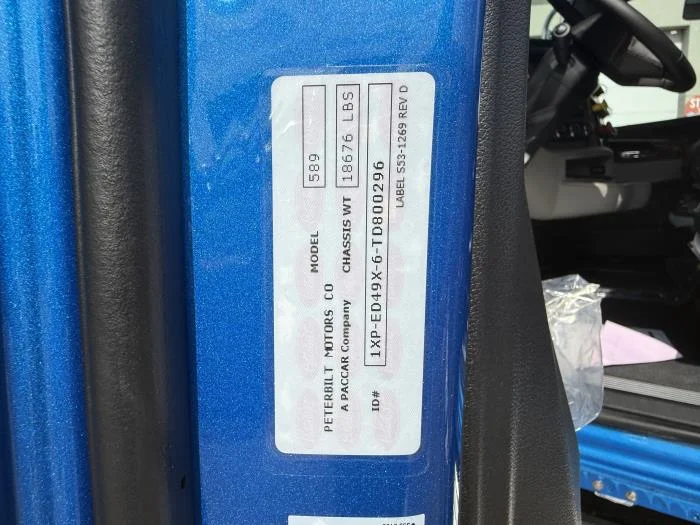 PETERBILT MOTORS CO MODEL 589
A PACCAR Company CHASSIS WT 18676 LBS
ID# 1XP-ED49X-6-TD800296
LABEL S53-1269 REV D